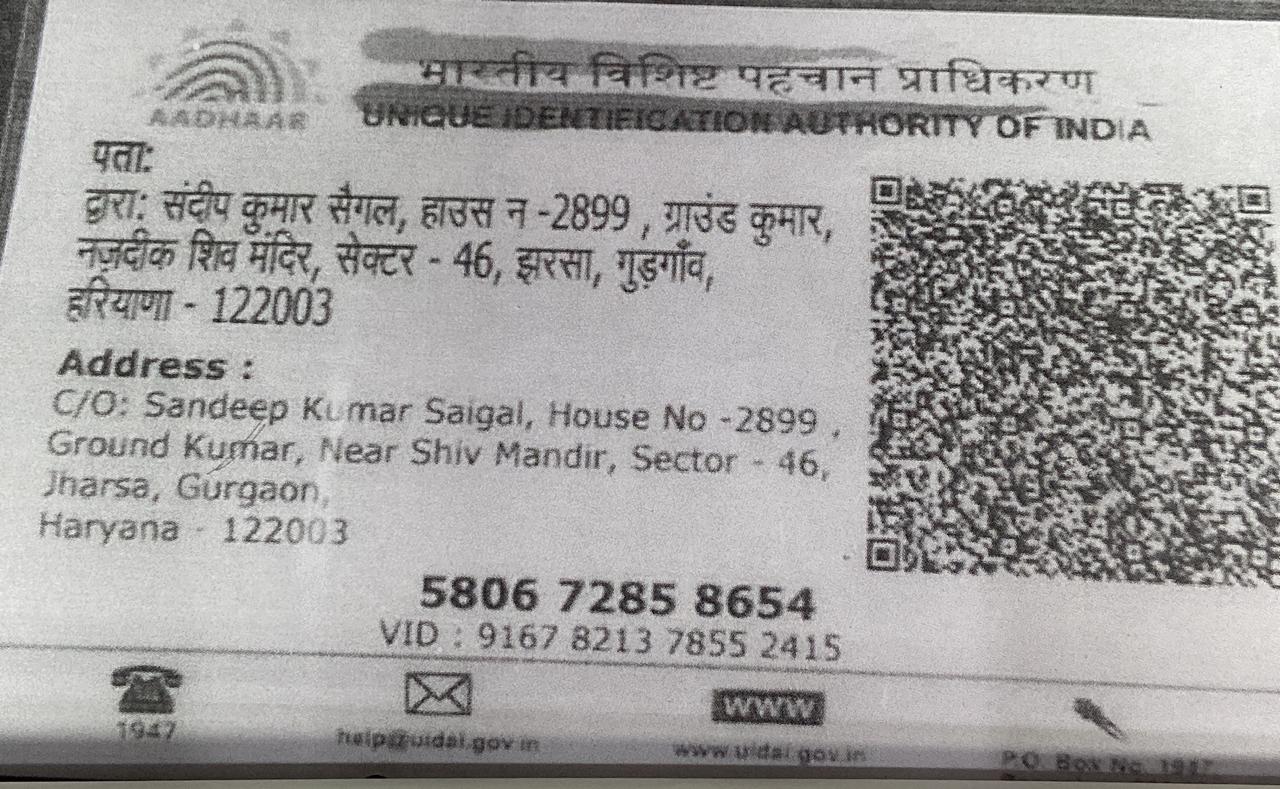 भारतीय विशिष्ट पहचान प्राधिकरण
AADHAAR
UNIQUE IDENTIFICATION AUTHORITY OF INDIA
पता:
द्वारा: संदीप कुमार सैगल, हाउस न -2899 , ग्राउंड कुमार,
नज़दीक शिव मंदिर, सेक्टर - 46, झरसा, गुड़गाँव,
हरियाणा - 122003
Address :
C/O: Sandeep Kumar Saigal, House No -2899 ,
Ground Kumar, Near Shiv Mandir, Sector - 46,
Jharsa, Gurgaon,
Haryana - 122003
5806 7285 8654
VID : 9167 8213 7855 2415
www
1947
help@uidai.gov.in
www.uidai.gov.in
P.O. Box No. 1947